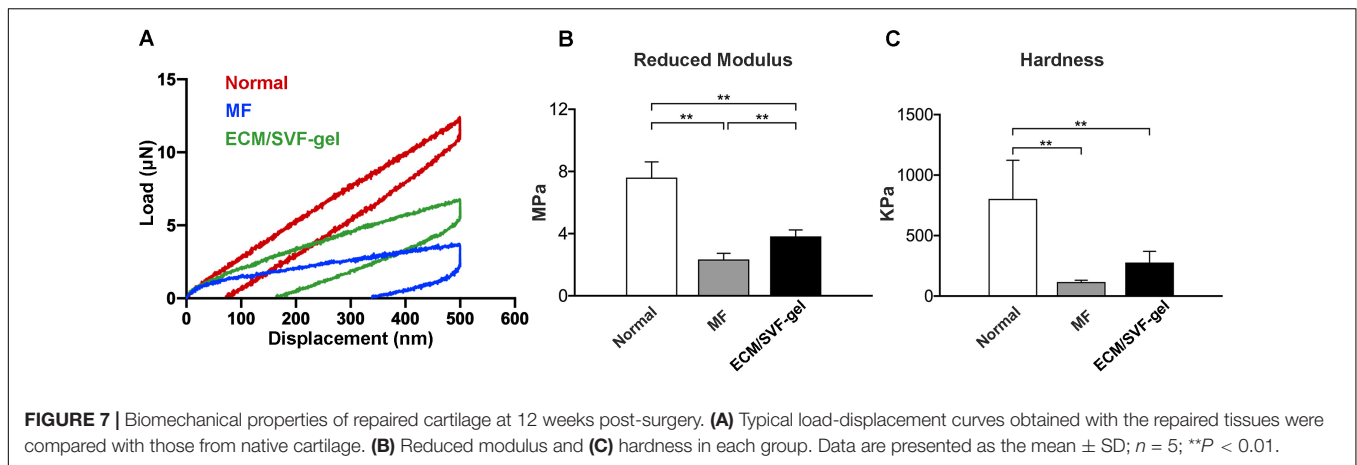 A
15
10
5
0
Load (µN)
Normal
MF
ECM/SVF-gel
0 100 200 300 400 500 600
Displacement (nm)
B
Reduced Modulus
12
8
4
0
MPa
**
** **
Normal MF ECM/SVF-gel
C
Hardness
1500
1000
500
0
KPa
**
**
Normal MF ECM/SVF-gel
FIGURE 7 | Biomechanical properties of repaired cartilage at 12 weeks post-surgery. (A) Typical load-displacement curves obtained with the repaired tissues were
compared with those from native cartilage. (B) Reduced modulus and (C) hardness in each group. Data are presented as the mean ± SD; n = 5; **P < 0.01.